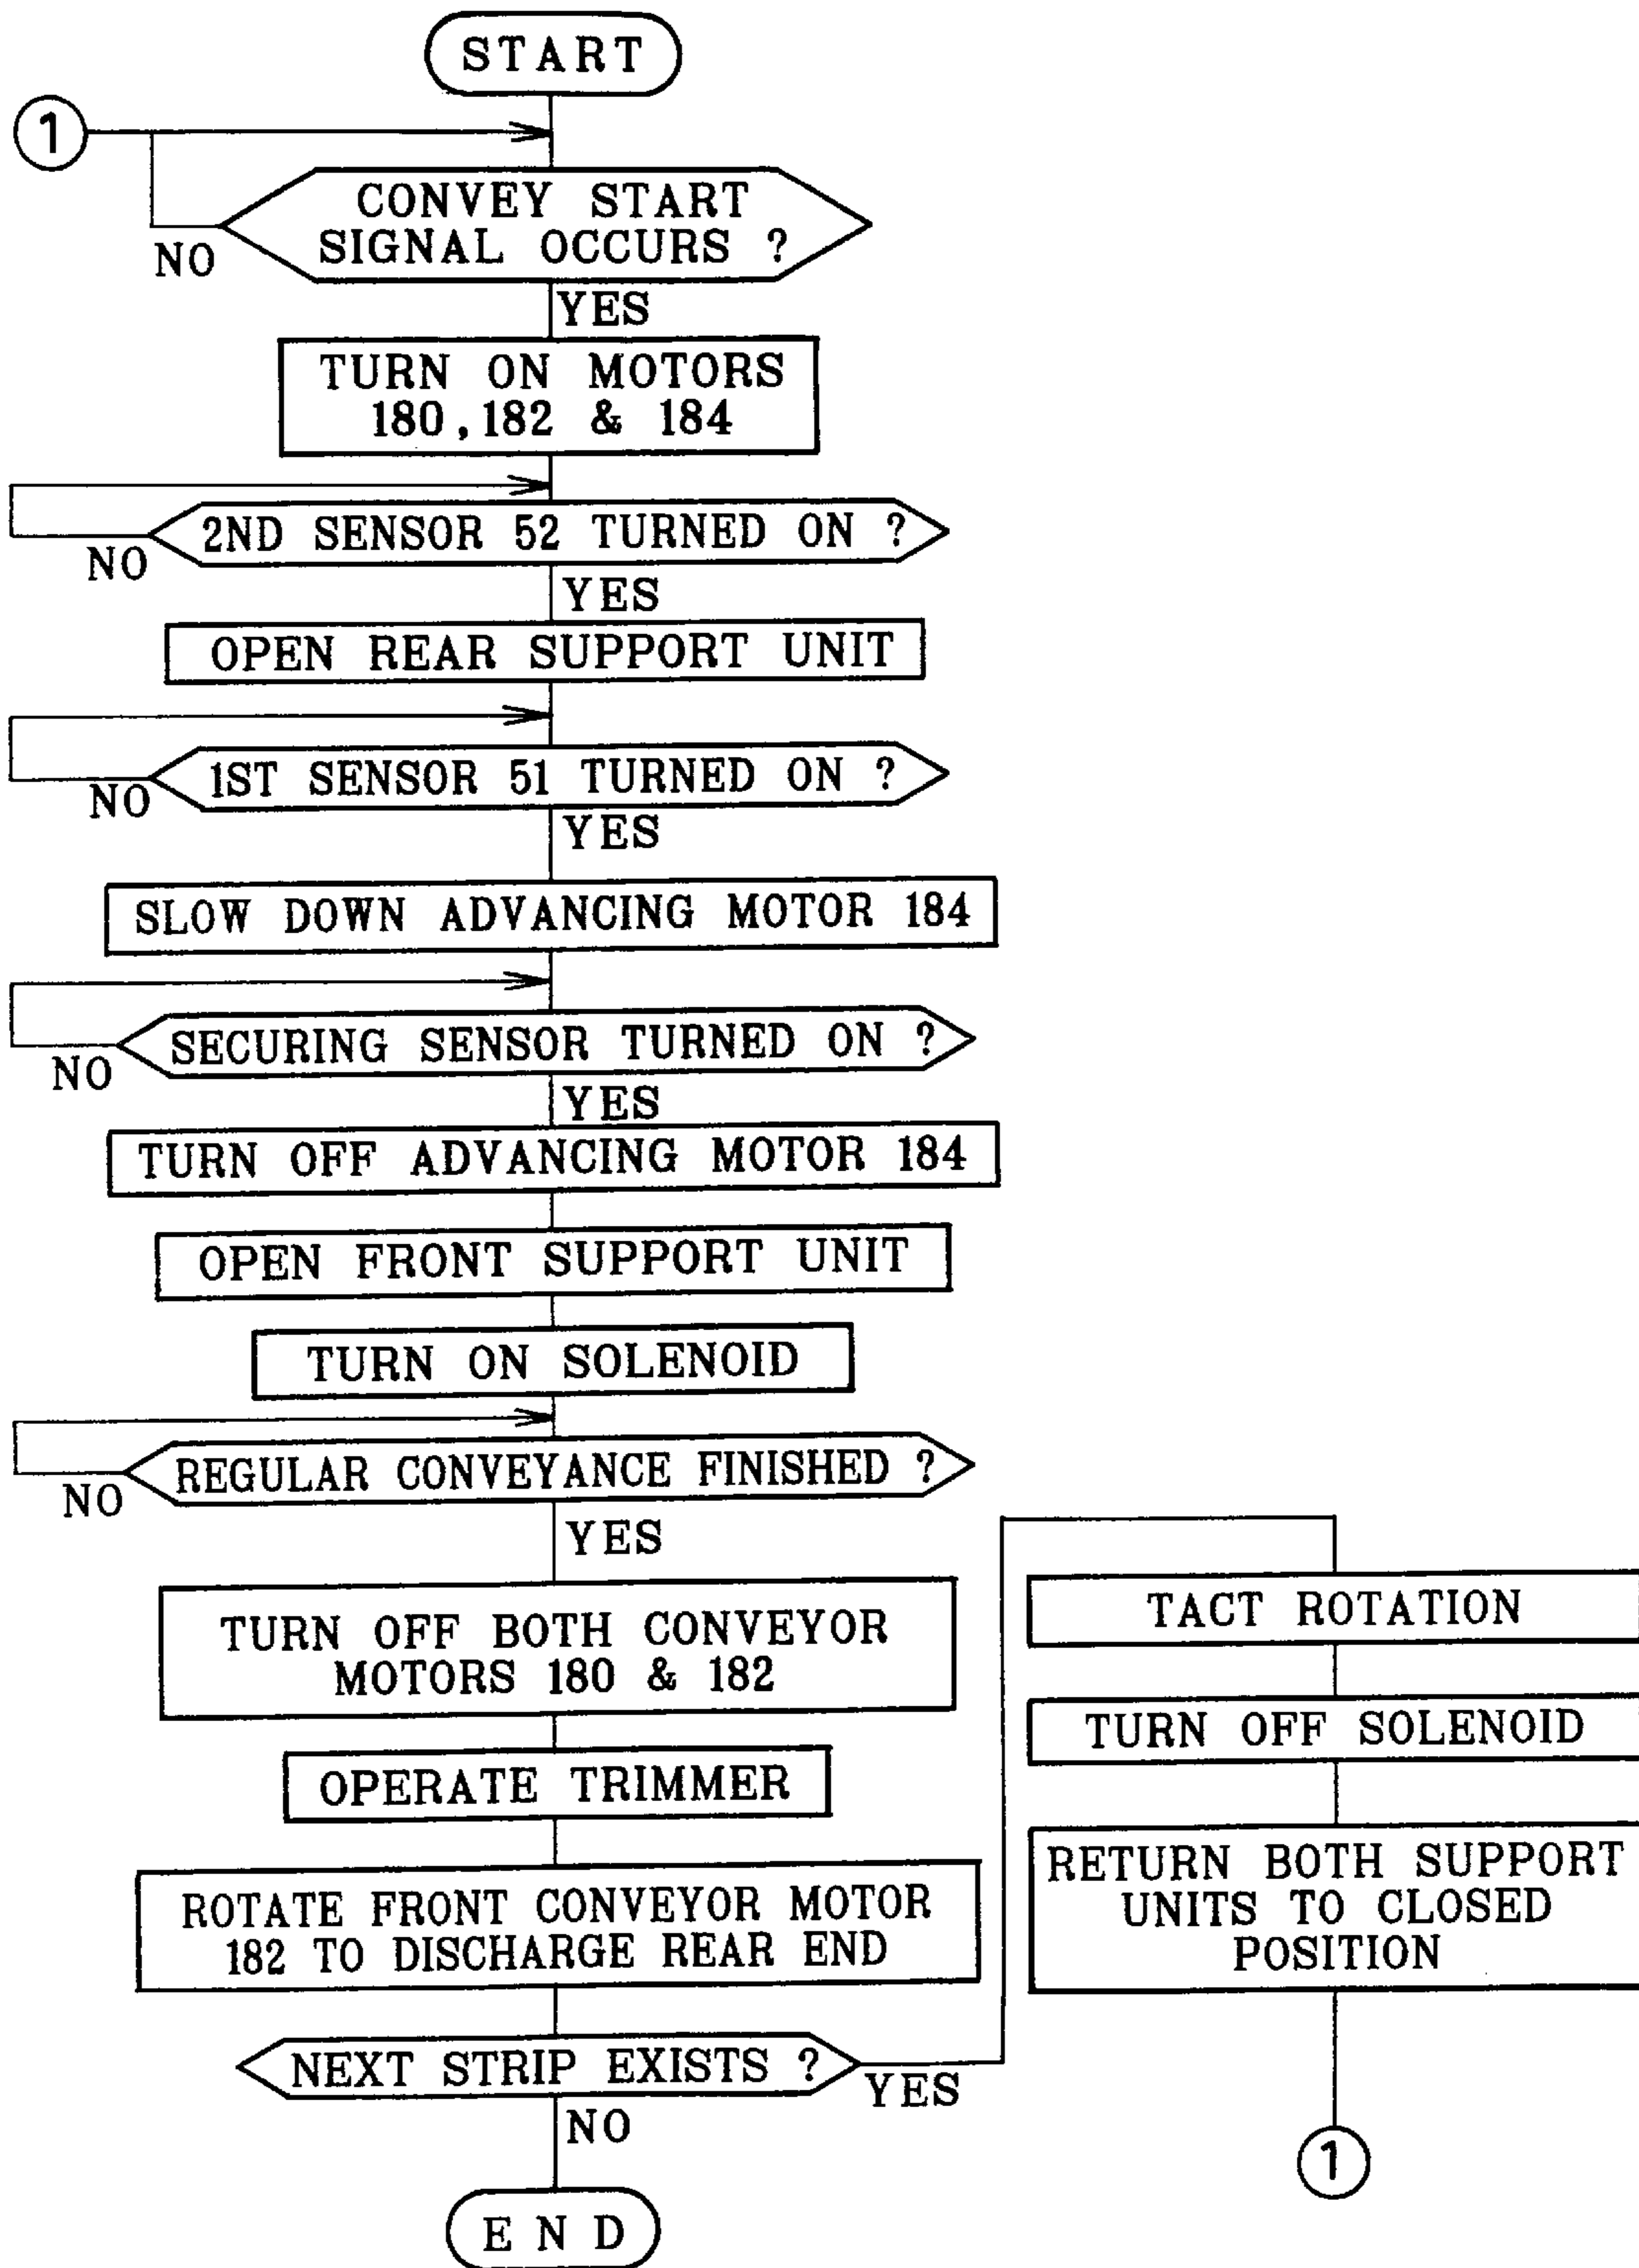 START
1
CONVEY START
SIGNAL OCCURS ?
NO
YES
TURN ON MOTORS
180,182 & 184
2ND SENSOR 52 TURNED ON ?
NO
YES
OPEN REAR SUPPORT UNIT
1ST SENSOR 51 TURNED ON ?
NO
YES
SLOW DOWN ADVANCING MOTOR 184
SECURING SENSOR TURNED ON ?
NO
YES
TURN OFF ADVANCING MOTOR 184
OPEN FRONT SUPPORT UNIT
TURN ON SOLENOID
REGULAR CONVEYANCE FINISHED ?
NO
YES
TURN OFF BOTH CONVEYOR
MOTORS 180 & 182
OPERATE TRIMMER
ROTATE FRONT CONVEYOR MOTOR
182 TO DISCHARGE REAR END
NEXT STRIP EXISTS ?
YES
NO
END
TACT ROTATION
TURN OFF SOLENOID
RETURN BOTH SUPPORT
UNITS TO CLOSED
POSITION
1